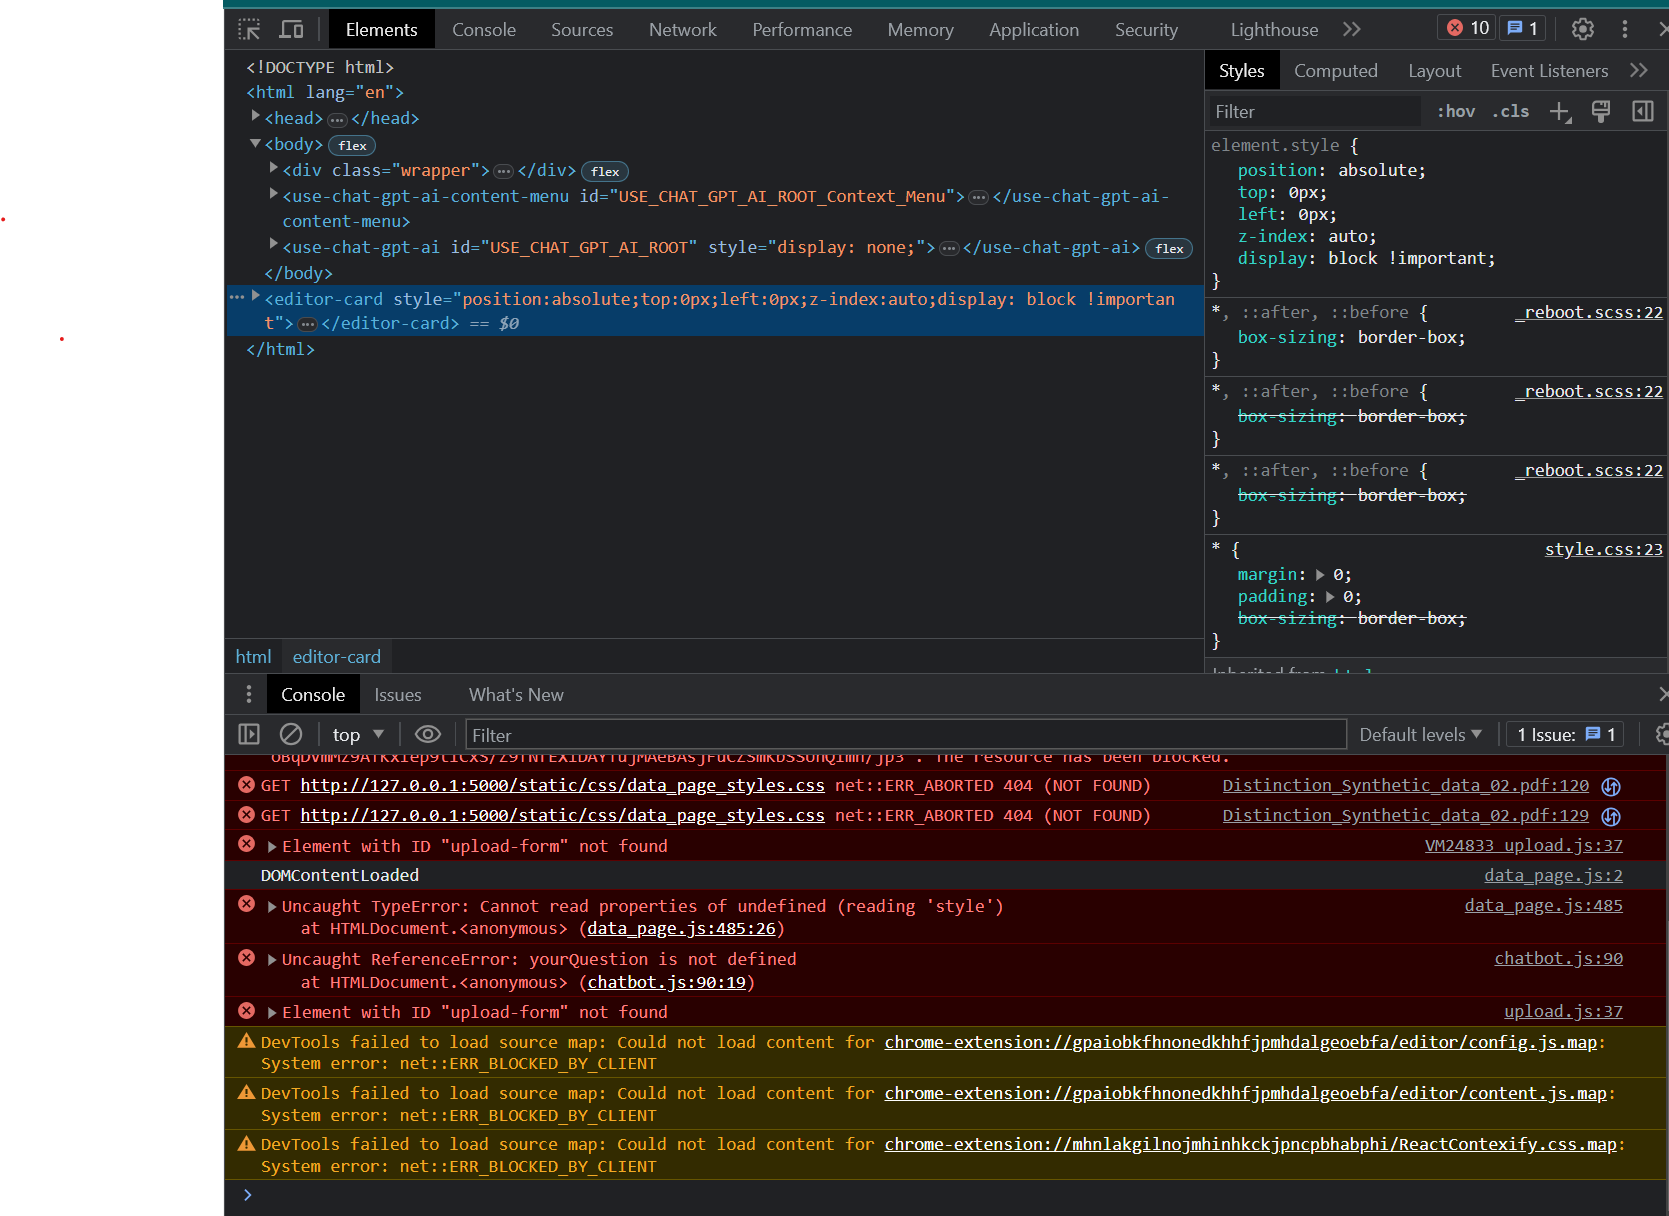 Elements Console Sources Network Performance Memory Application Security Lighthouse 10 1
<!DOCTYPE html>
<html lang="en">
<head> ••• </head>
<body> flex
<div class="wrapper"> ••• </div> flex
<use-chat-gpt-ai-content-menu id="USE_CHAT_GPT_AI_ROOT_Context_Menu"> ••• </use-chat-gpt-ai-
content-menu>
<use-chat-gpt-ai id="USE_CHAT_GPT_AI_ROOT" style="display: none;"> ••• </use-chat-gpt-ai> flex
</body>
<editor-card style="position:absolute;top:0px;left:0px;z-index:auto;display: block !importan
t"> ••• </editor-card> == $0
</html>
html editor-card
Styles Computed Layout Event Listeners
Filter :hov .cls
element.style {
position: absolute;
top: 0px;
left: 0px;
z-index: auto;
display: block !important;
}
*, ::after, ::before { _reboot.scss:22
box-sizing: border-box;
}
*, ::after, ::before { _reboot.scss:22
box-sizing: border-box;
}
*, ::after, ::before { _reboot.scss:22
box-sizing: border-box;
}
* { style.css:23
margin: 0;
padding: 0;
box-sizing: border-box;
}
Inherited from html
Console Issues What's New
top Filter Default levels 1 Issue: 1
The resource has been blocked.
GET http://127.0.0.1:5000/static/css/data_page_styles.css net::ERR_ABORTED 404 (NOT FOUND) Distinction_Synthetic_data_02.pdf:120
GET http://127.0.0.1:5000/static/css/data_page_styles.css net::ERR_ABORTED 404 (NOT FOUND) Distinction_Synthetic_data_02.pdf:129
Element with ID "upload-form" not found VM24833 upload.js:37
DOMContentLoaded data_page.js:2
Uncaught TypeError: Cannot read properties of undefined (reading 'style') data_page.js:485
at HTMLDocument.<anonymous> (data_page.js:485:26)
Uncaught ReferenceError: yourQuestion is not defined chatbot.js:90
at HTMLDocument.<anonymous> (chatbot.js:90:19)
Element with ID "upload-form" not found upload.js:37
DevTools failed to load source map: Could not load content for chrome-extension://gpaiobkfhnonedkhhfjpmhdalgeoebfa/editor/config.js.map:
System error: net::ERR_BLOCKED_BY_CLIENT
DevTools failed to load source map: Could not load content for chrome-extension://gpaiobkfhnonedkhhfjpmhdalgeoebfa/editor/content.js.map:
System error: net::ERR_BLOCKED_BY_CLIENT
DevTools failed to load source map: Could not load content for chrome-extension://mhnlakgilnojmhinhkckjpncpbhabphi/ReactContexify.css.map:
System error: net::ERR_BLOCKED_BY_CLIENT